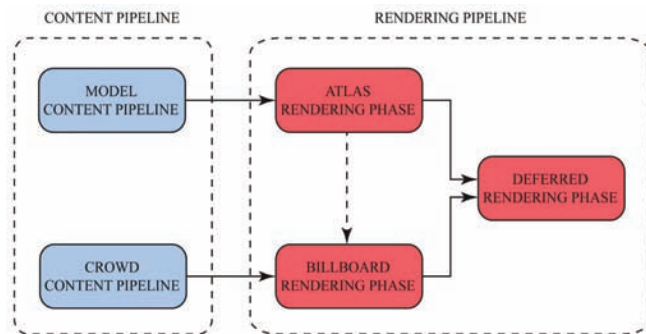 CONTENT PIPELINE
RENDERING PIPELINE
MODEL
CONTENT PIPELINE
ATLAS
RENDERING PHASE
DEFERRED
RENDERING PHASE
CROWD
CONTENT PIPELINE
BILLBOARD
RENDERING PHASE